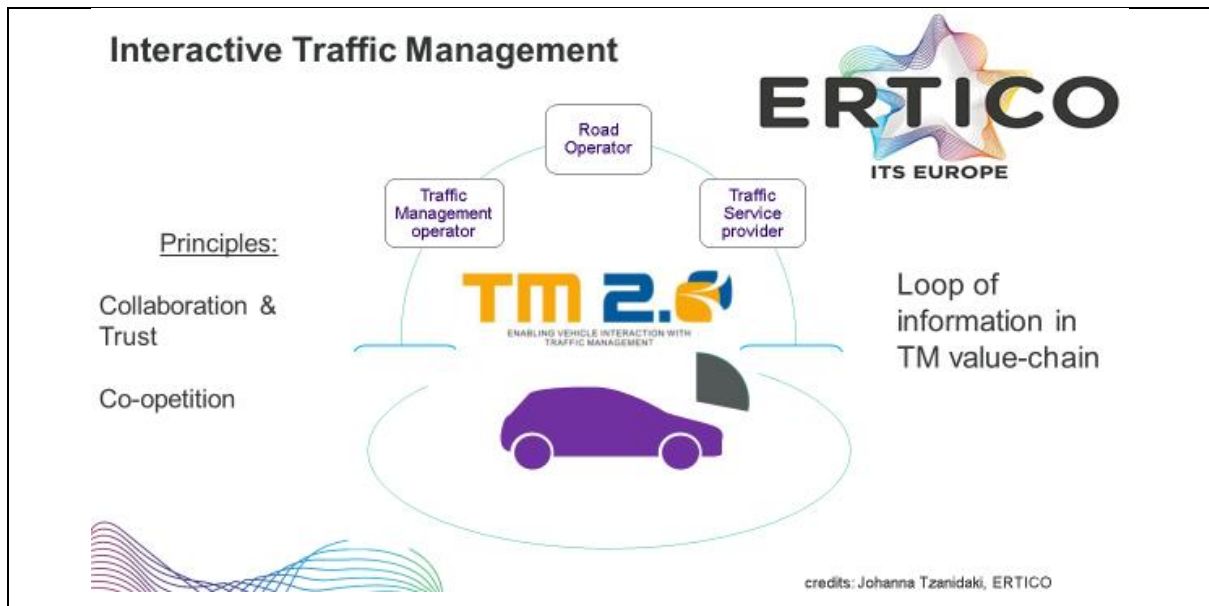 Interactive Traffic Management
ERTICO
ITS EUROPE
Road
Operator
Traffic
Management
operator
Traffic
Service
provider
Principles:
Collaboration &
Trust
Co-opetition
TM 2.0
ENABLING VEHICLE INTERACTION WITH
TRAFFIC MANAGEMENT
Loop of
information in
TM value-chain
credits: Johanna Tzanidaki, ERTICO